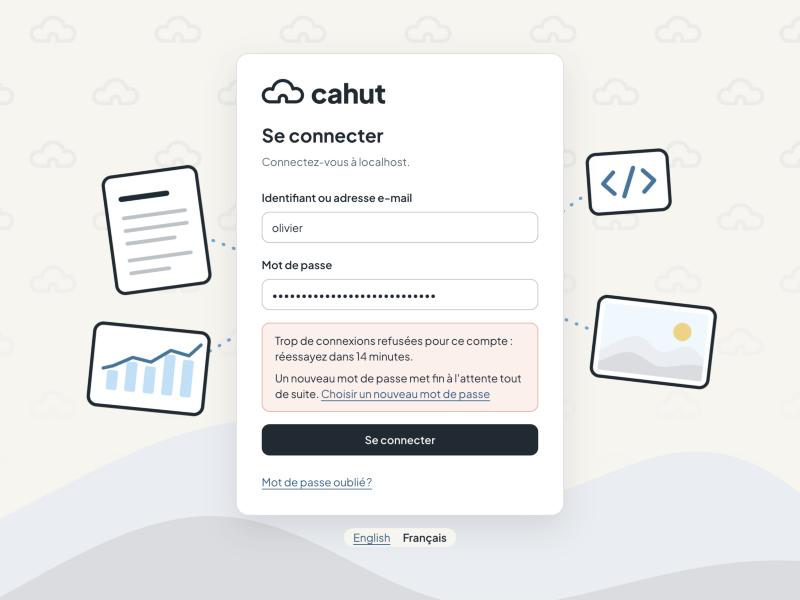 cahut
Se connecter
Connectez-vous à localhost.
Identifiant ou adresse e-mail
olivier
Mot de passe
••••••••••••••••••••••••••••
Trop de connexions refusées pour ce compte :
réessayez dans 14 minutes.
Un nouveau mot de passe met fin à l'attente tout
de suite. Choisir un nouveau mot de passe
Se connecter
Mot de passe oublié ?
English Français